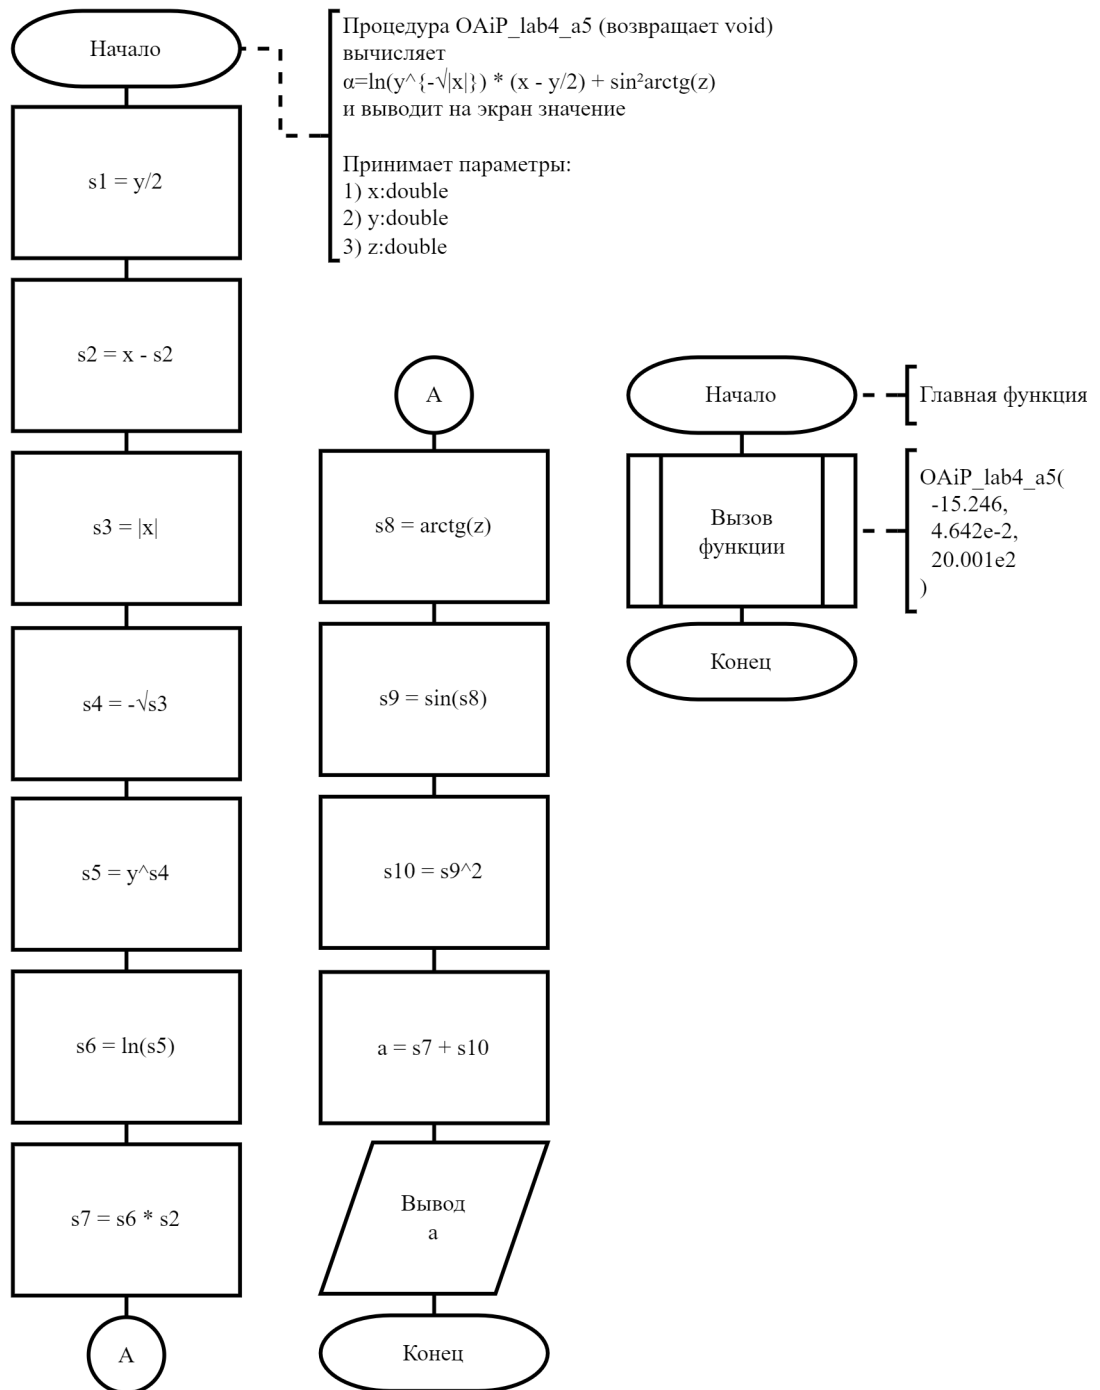 Начало
Процедура OAiP_lab4_a5 (возвращает void)
вычисляет
α=ln(y^{-√|x|}) * (x - y/2) + sin²arctg(z)
и выводит на экран значение
Принимает параметры:
1) x:double
2) y:double
3) z:double
s1 = y/2
s2 = x - s2
s3 = |x|
s4 = -√s3
s5 = y^s4
s6 = ln(s5)
s7 = s6 * s2
A
A
s8 = arctg(z)
s9 = sin(s8)
s10 = s9^2
a = s7 + s10
Вывод
a
Конец
Начало
Главная функция
Вызов
функции
OAiP_lab4_a5(
-15.246,
4.642e-2,
20.001e2
)
Конец